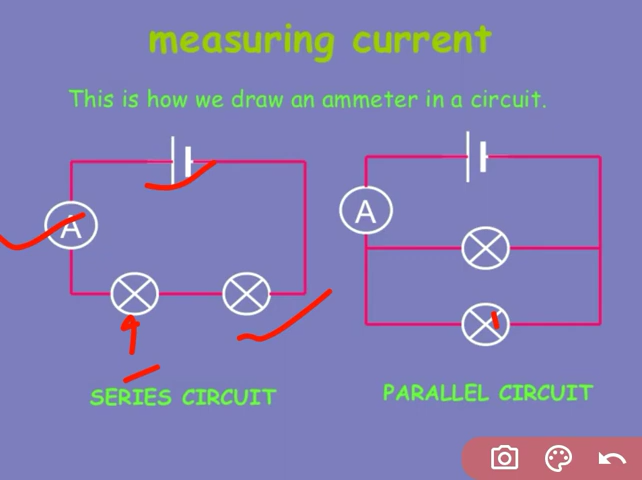 measuring current
This is how we draw an ammeter in a circuit.
A
A
SERIES CIRCUIT
PARALLEL CIRCUIT